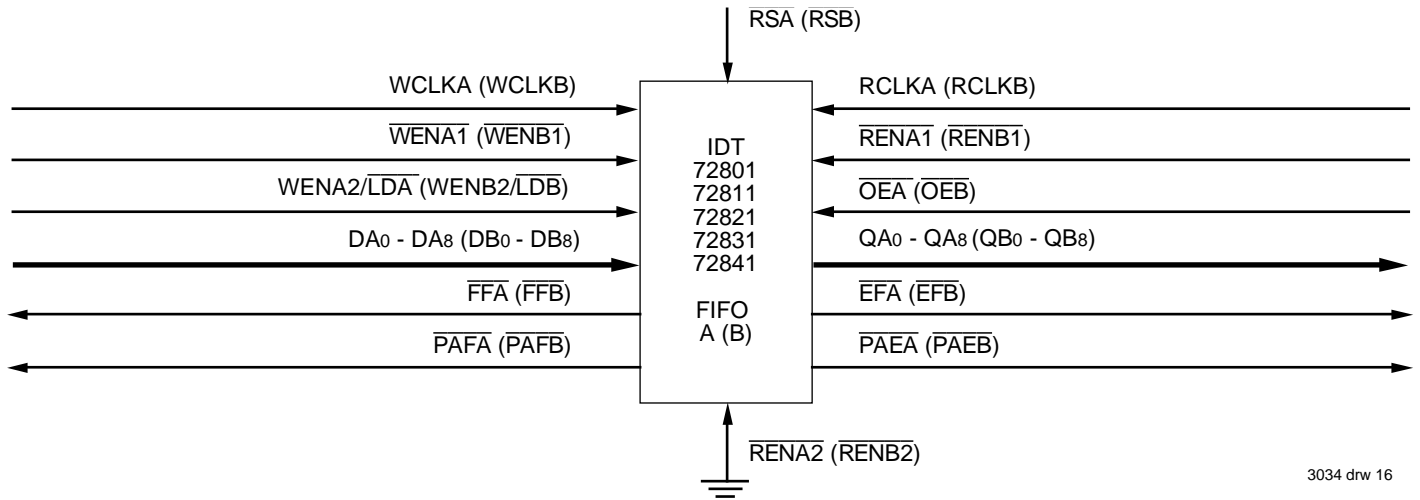 RSA (RSB)
WCLKA (WCLKB)
WENA1 (WENB1)
WENA2/LDA (WENB2/LDB)
DA0 - DA8 (DB0 - DB8)
FFA (FFB)
PAFA (PAFB)
IDT
72801
72811
72821
72831
72841
FIFO
A (B)
RCLKA (RCLKB)
RENA1 (RENB1)
OEA (OEB)
QA0 - QA8 (QB0 - QB8)
EFA (EFB)
PAEA (PAEB)
RENA2 (RENB2)
3034 drw 16